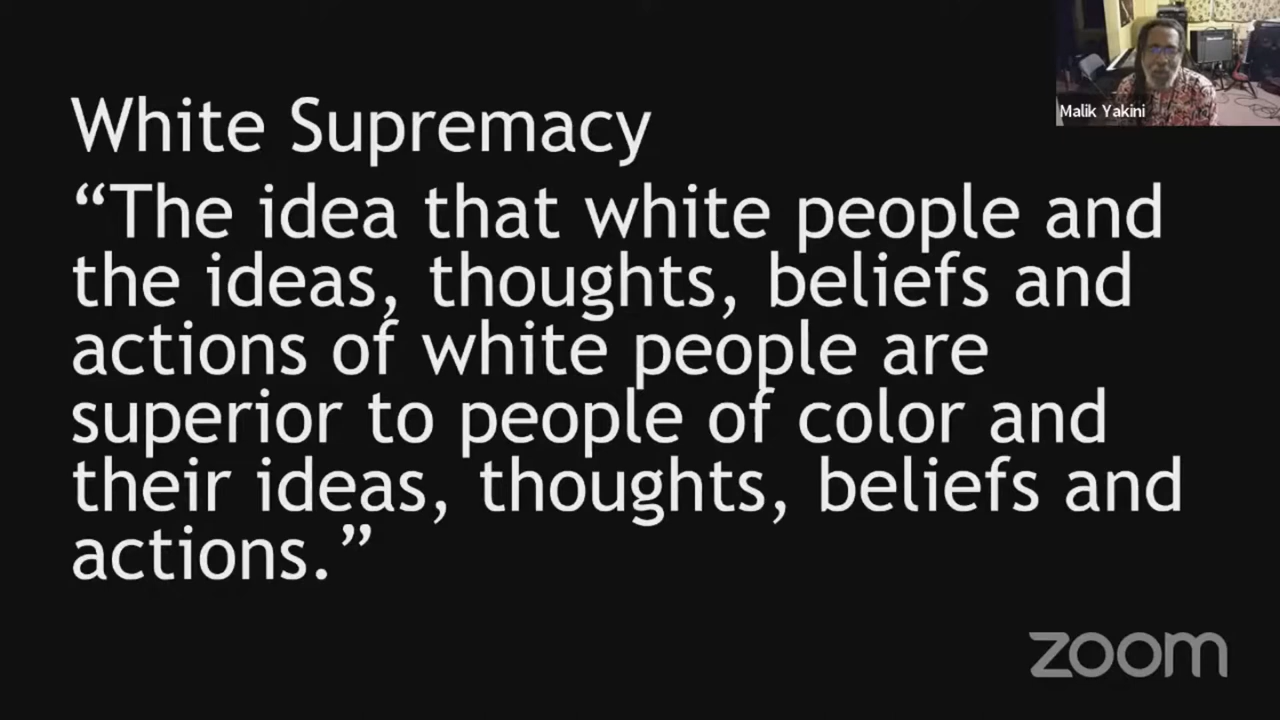 Malik Yakini
White Supremacy
“The idea that white people and
the ideas, thoughts, beliefs and
actions of white people are
superior to people of color and
their ideas, thoughts, beliefs and
actions.”
zoom